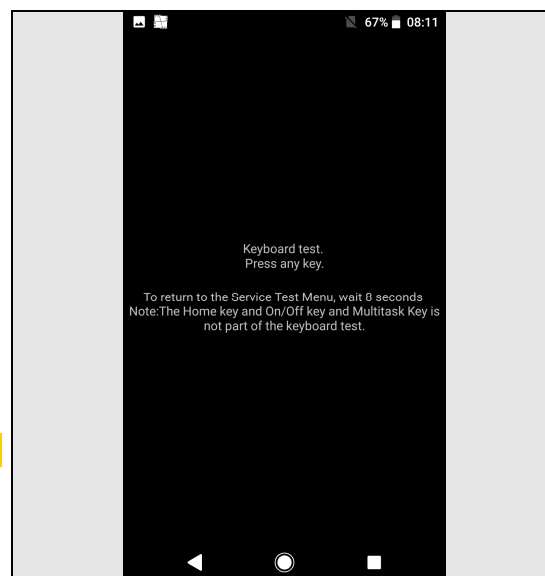 67% 08:11
Keyboard test.
Press any key.
To return to the Service Test Menu, wait 8 seconds
Note:The Home key and On/Off key and Multitask Key is
not part of the keyboard test.